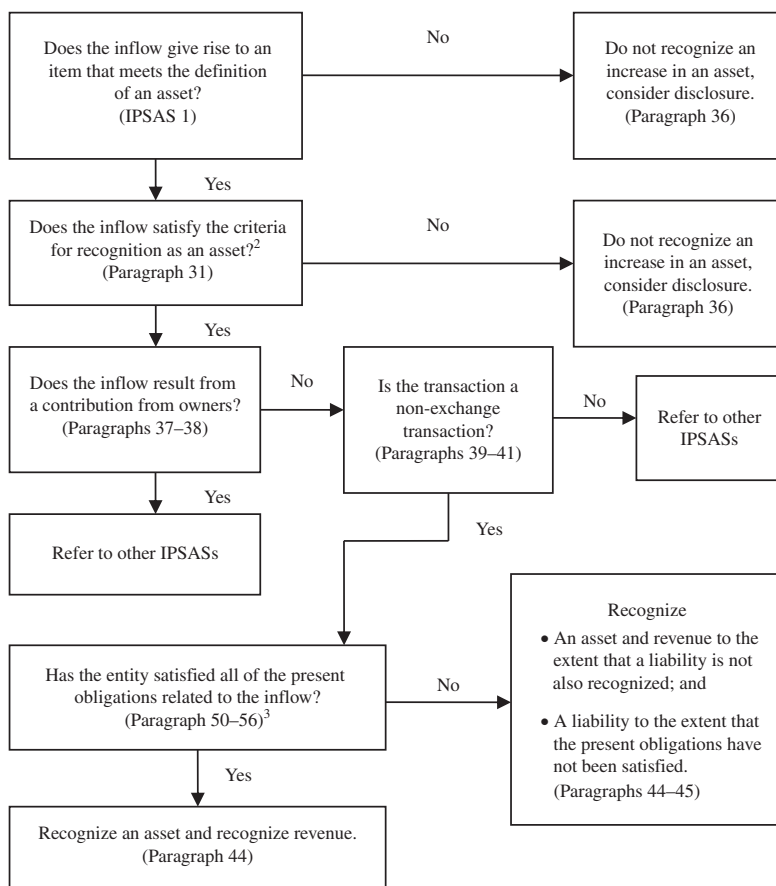 Does the inflow give rise to an
item that meets the definition
of an asset?
(IPSAS 1)
No
Do not recognize an
increase in an asset,
consider disclosure.
(Paragraph 36)
Yes
Does the inflow satisfy the criteria
for recognition as an asset?²
(Paragraph 31)
No
Do not recognize an
increase in an asset,
consider disclosure.
(Paragraph 36)
Yes
Does the inflow result from
a contribution from owners?
(Paragraphs 37–38)
No
Is the transaction a
non-exchange
transaction?
(Paragraphs 39–41)
No
Refer to other
IPSASs
Yes
Refer to other IPSASs
Yes
Has the entity satisfied all of the present
obligations related to the inflow?
(Paragraph 50–56)³
No
Recognize
• An asset and revenue to the
extent that a liability is not
also recognized; and
• A liability to the extent that
the present obligations have
not been satisfied.
(Paragraphs 44–45)
Yes
Recognize an asset and recognize revenue.
(Paragraph 44)